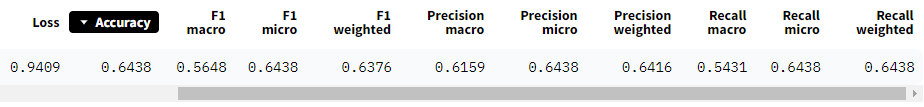 Loss Accuracy F1 macro F1 micro F1 weighted Precision macro Precision micro Precision weighted Recall macro Recall micro Recall weighted
0.9409 0.6438 0.5648 0.6438 0.6376 0.6159 0.6438 0.6416 0.5431 0.6438 0.6438